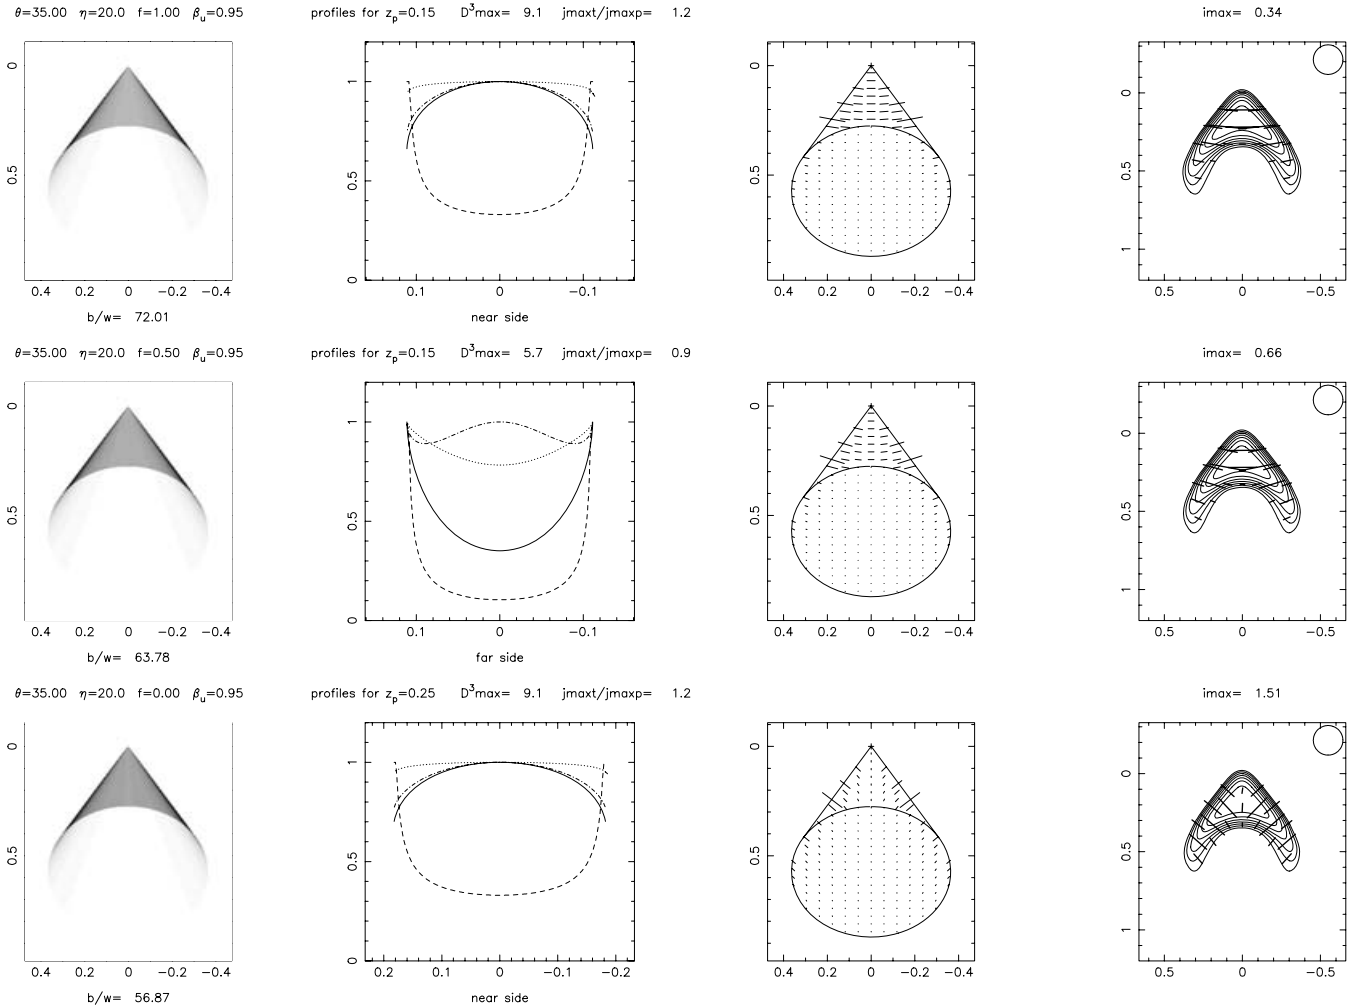 θ=35.00 η=20.0 f=1.00 β_u=0.95
profiles for z_p=0.15 D³max= 9.1 jmaxt/jmaxp= 1.2
imax= 0.34
0
0.5
0.4 0.2 0 −0.2 −0.4
b/w= 72.01
1
0.5
0
0.1 0 −0.1
near side
0
0.5
0.4 0.2 0 −0.2 −0.4
0
0.5
1
0.5 0 −0.5
θ=35.00 η=20.0 f=0.50 β_u=0.95
profiles for z_p=0.15 D³max= 5.7 jmaxt/jmaxp= 0.9
imax= 0.66
0
0.5
0.4 0.2 0 −0.2 −0.4
b/w= 63.78
1
0.5
0
0.1 0 −0.1
far side
0
0.5
0.4 0.2 0 −0.2 −0.4
0
0.5
1
0.5 0 −0.5
θ=35.00 η=20.0 f=0.00 β_u=0.95
profiles for z_p=0.25 D³max= 9.1 jmaxt/jmaxp= 1.2
imax= 1.51
0
0.5
0.4 0.2 0 −0.2 −0.4
b/w= 56.87
1
0.5
0
0.2 0.1 0 −0.1 −0.2
near side
0
0.5
0.4 0.2 0 −0.2 −0.4
0
0.5
1
0.5 0 −0.5